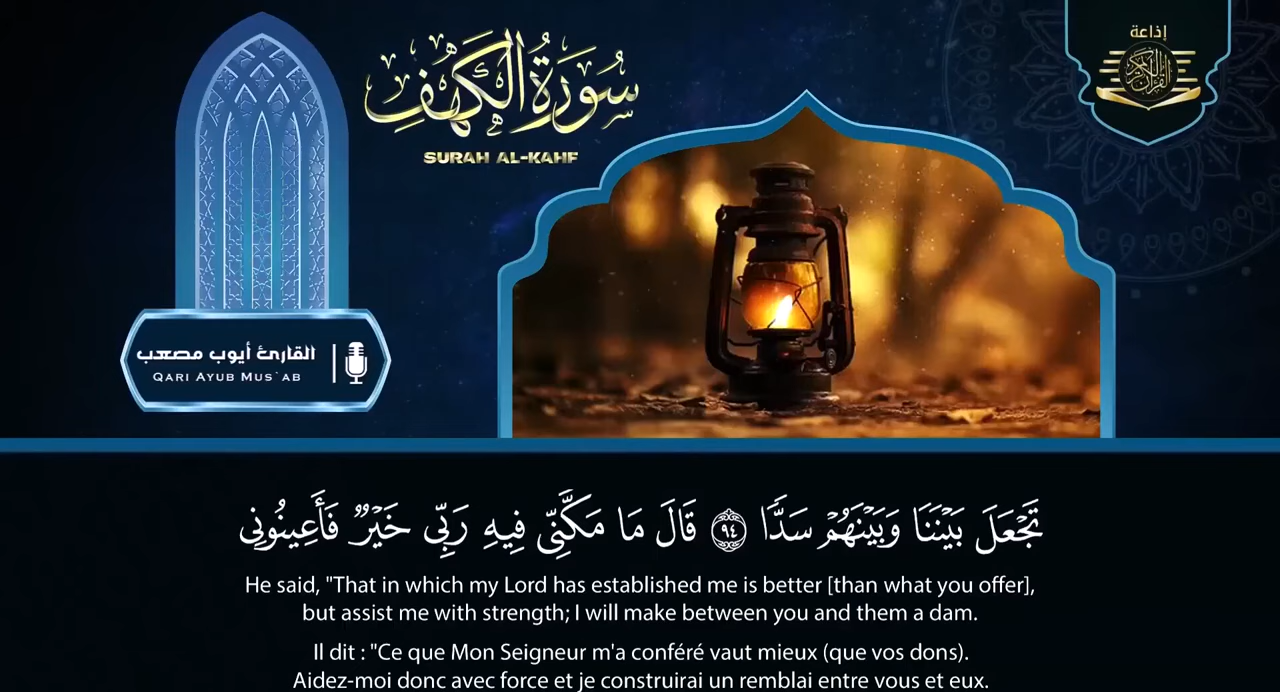 سُورَةُ الكَهْفِ
SURAH AL-KAHF
إذاعة
القرآن الكريم
القارئ أيوب مصعب
QARI AYUB MUS`AB
تَجْعَلَ بَيْنَنَا وَبَيْنَهُمْ سَدًّا ٩٤ قَالَ مَا مَكَّنِّي فِيهِ رَبِّي خَيْرٌ فَأَعِينُونِي
He said, "That in which my Lord has established me is better [than what you offer],
but assist me with strength; I will make between you and them a dam.
Il dit : "Ce que Mon Seigneur m'a conféré vaut mieux (que vos dons).
Aidez-moi donc avec force et je construirai un remblai entre vous et eux.